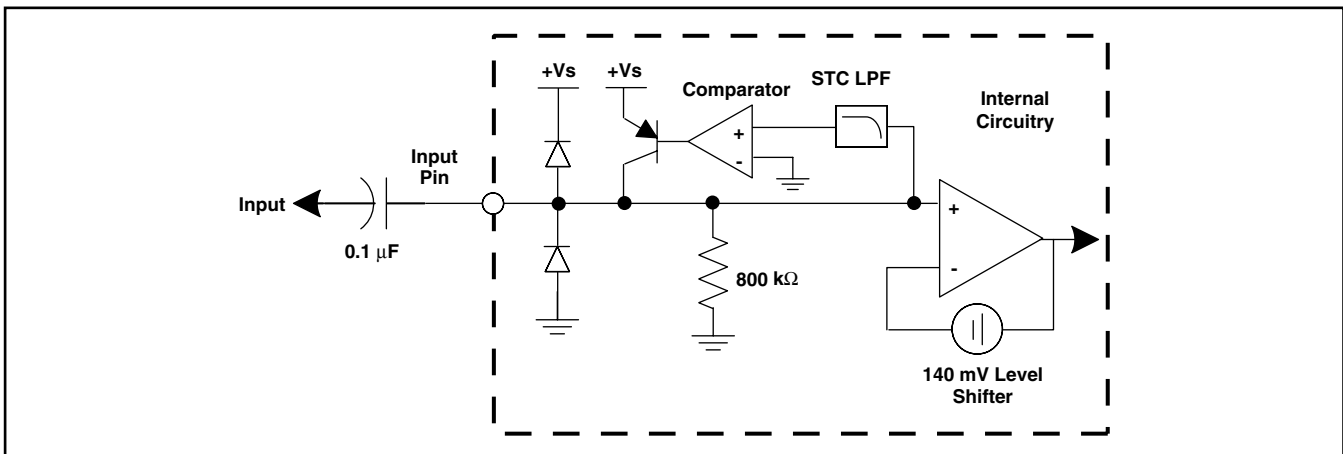 +Vs
+Vs
Comparator
STC LPF
Internal
Circuitry
+
-
Input
Pin
Input
0.1 μF
800 kΩ
+
-
140 mV Level
Shifter